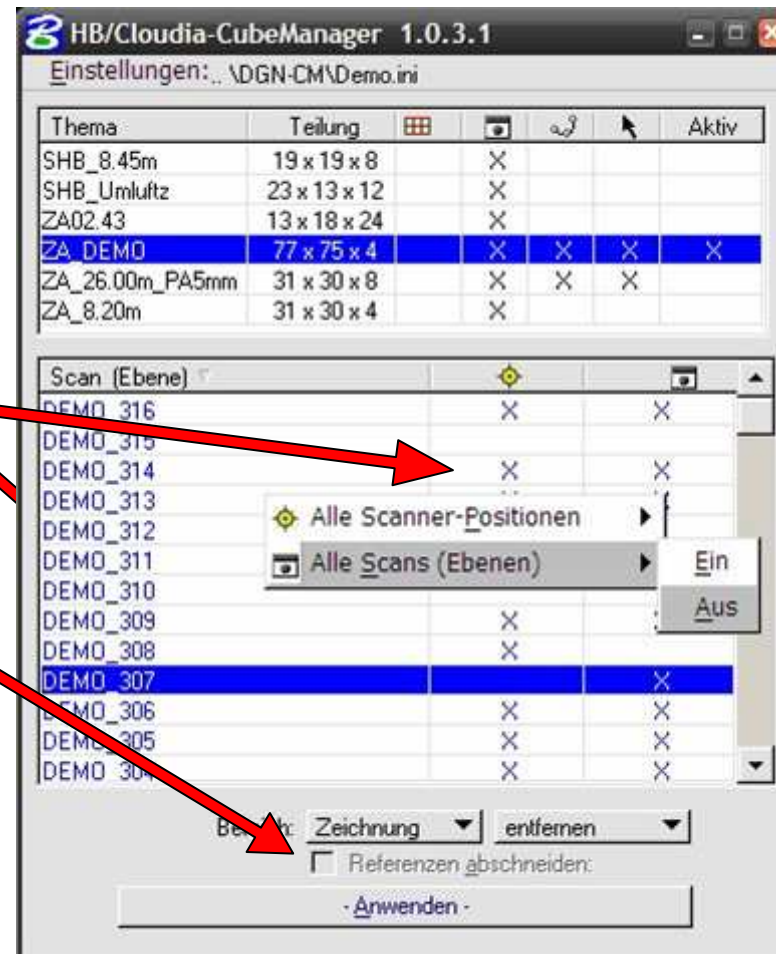 HB/Cloudia-CubeManager 1.0.3.1
Einstellungen: .. \DGN-CM\Demo.ini
Thema Teilung Aktiv
SHB_8.45m 19 x 19 x 8 X
SHB_Umluftz 23 x 13 x 12 X
ZA02.43 13 x 18 x 24 X
ZA_DEMO 77 x 75 x 4 X X X X
ZA_26.00m_PA5mm 31 x 30 x 8 X X X
ZA_8.20m 31 x 30 x 4 X
Scan (Ebene)
DEMO_316 X X
DEMO_315
DEMO_314 X X
DEMO_313
Alle Scanner-Positionen
DEMO_312
DEMO_311
Alle Scans (Ebenen) Ein
DEMO_310
Aus
DEMO_309 X
DEMO_308 X
DEMO_307 X
DEMO_306 X X
DEMO_305 X X
DEMO_304 X X
Zeichnung entfernen
Referenzen abschneiden:
- Anwenden -